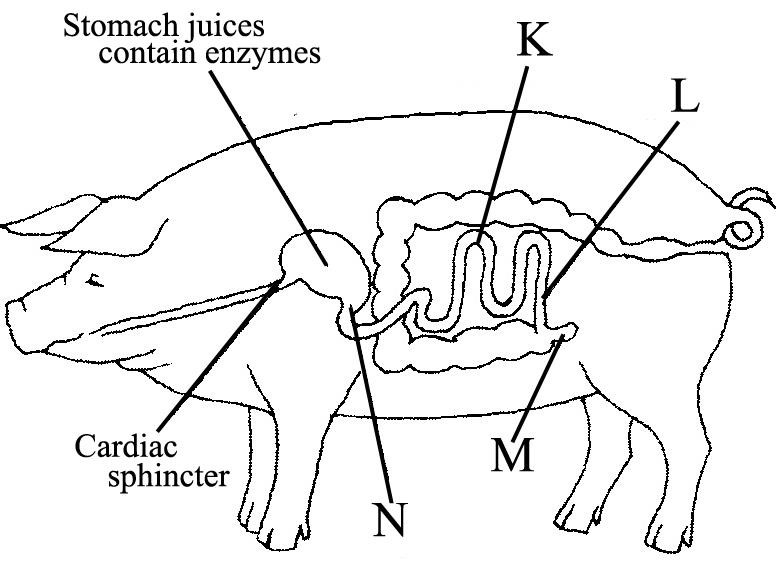 Stomach juices
contain enzymes
K
L
Cardiac
sphincter
M
N